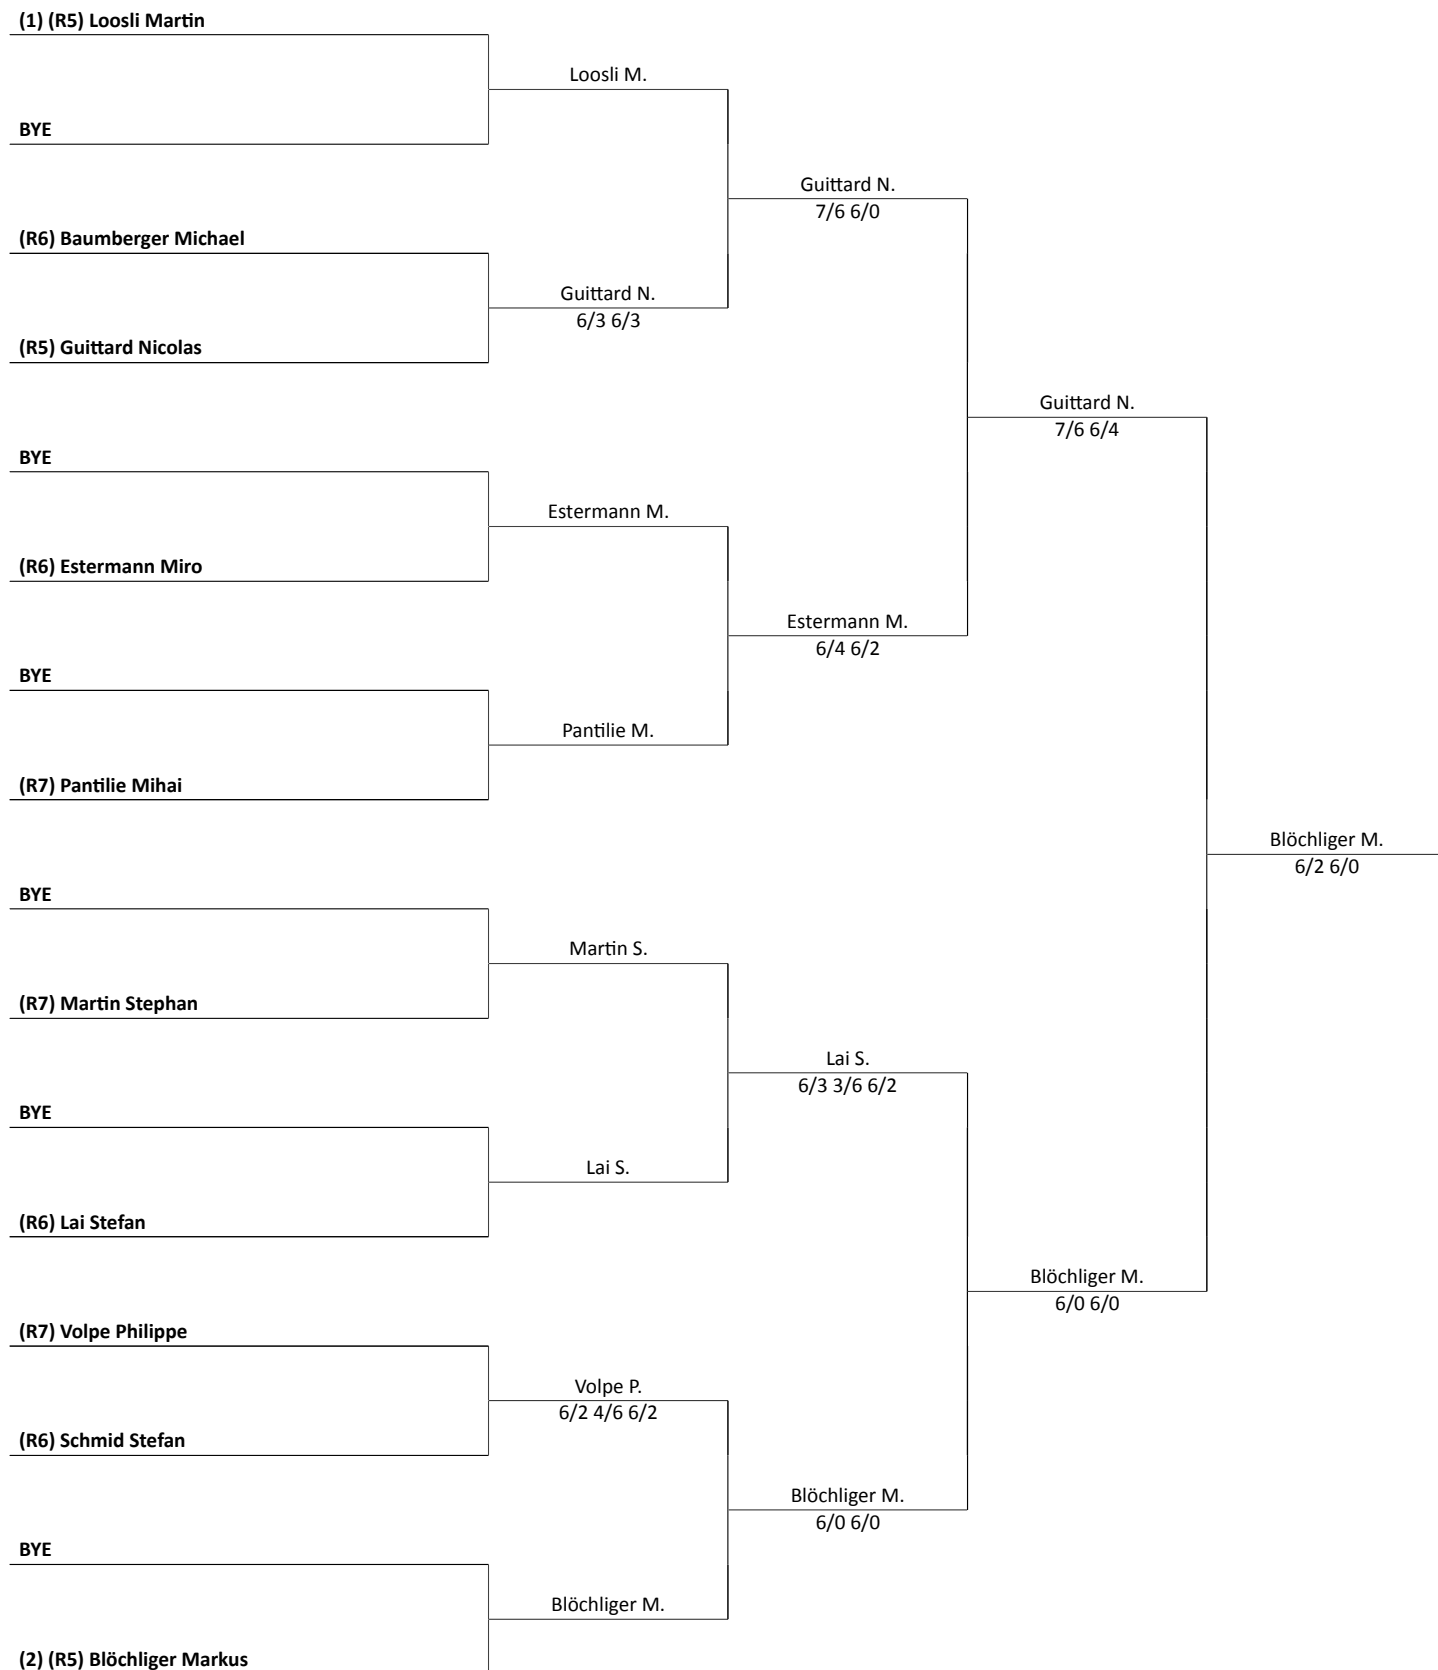 (1) (R5) Loosli Martin
Loosli M.
BYE
Guittard N.
7/6 6/0
(R6) Baumberger Michael
Guittard N.
6/3 6/3
(R5) Guittard Nicolas
Guittard N.
7/6 6/4
BYE
Estermann M.
(R6) Estermann Miro
Estermann M.
6/4 6/2
BYE
Pantilie M.
(R7) Pantilie Mihai
Blöchliger M.
6/2 6/0
BYE
Martin S.
(R7) Martin Stephan
Lai S.
6/3 3/6 6/2
BYE
Lai S.
(R6) Lai Stefan
Blöchliger M.
6/0 6/0
(R7) Volpe Philippe
Volpe P.
6/2 4/6 6/2
(R6) Schmid Stefan
Blöchliger M.
6/0 6/0
BYE
Blöchliger M.
(2) (R5) Blöchliger Markus